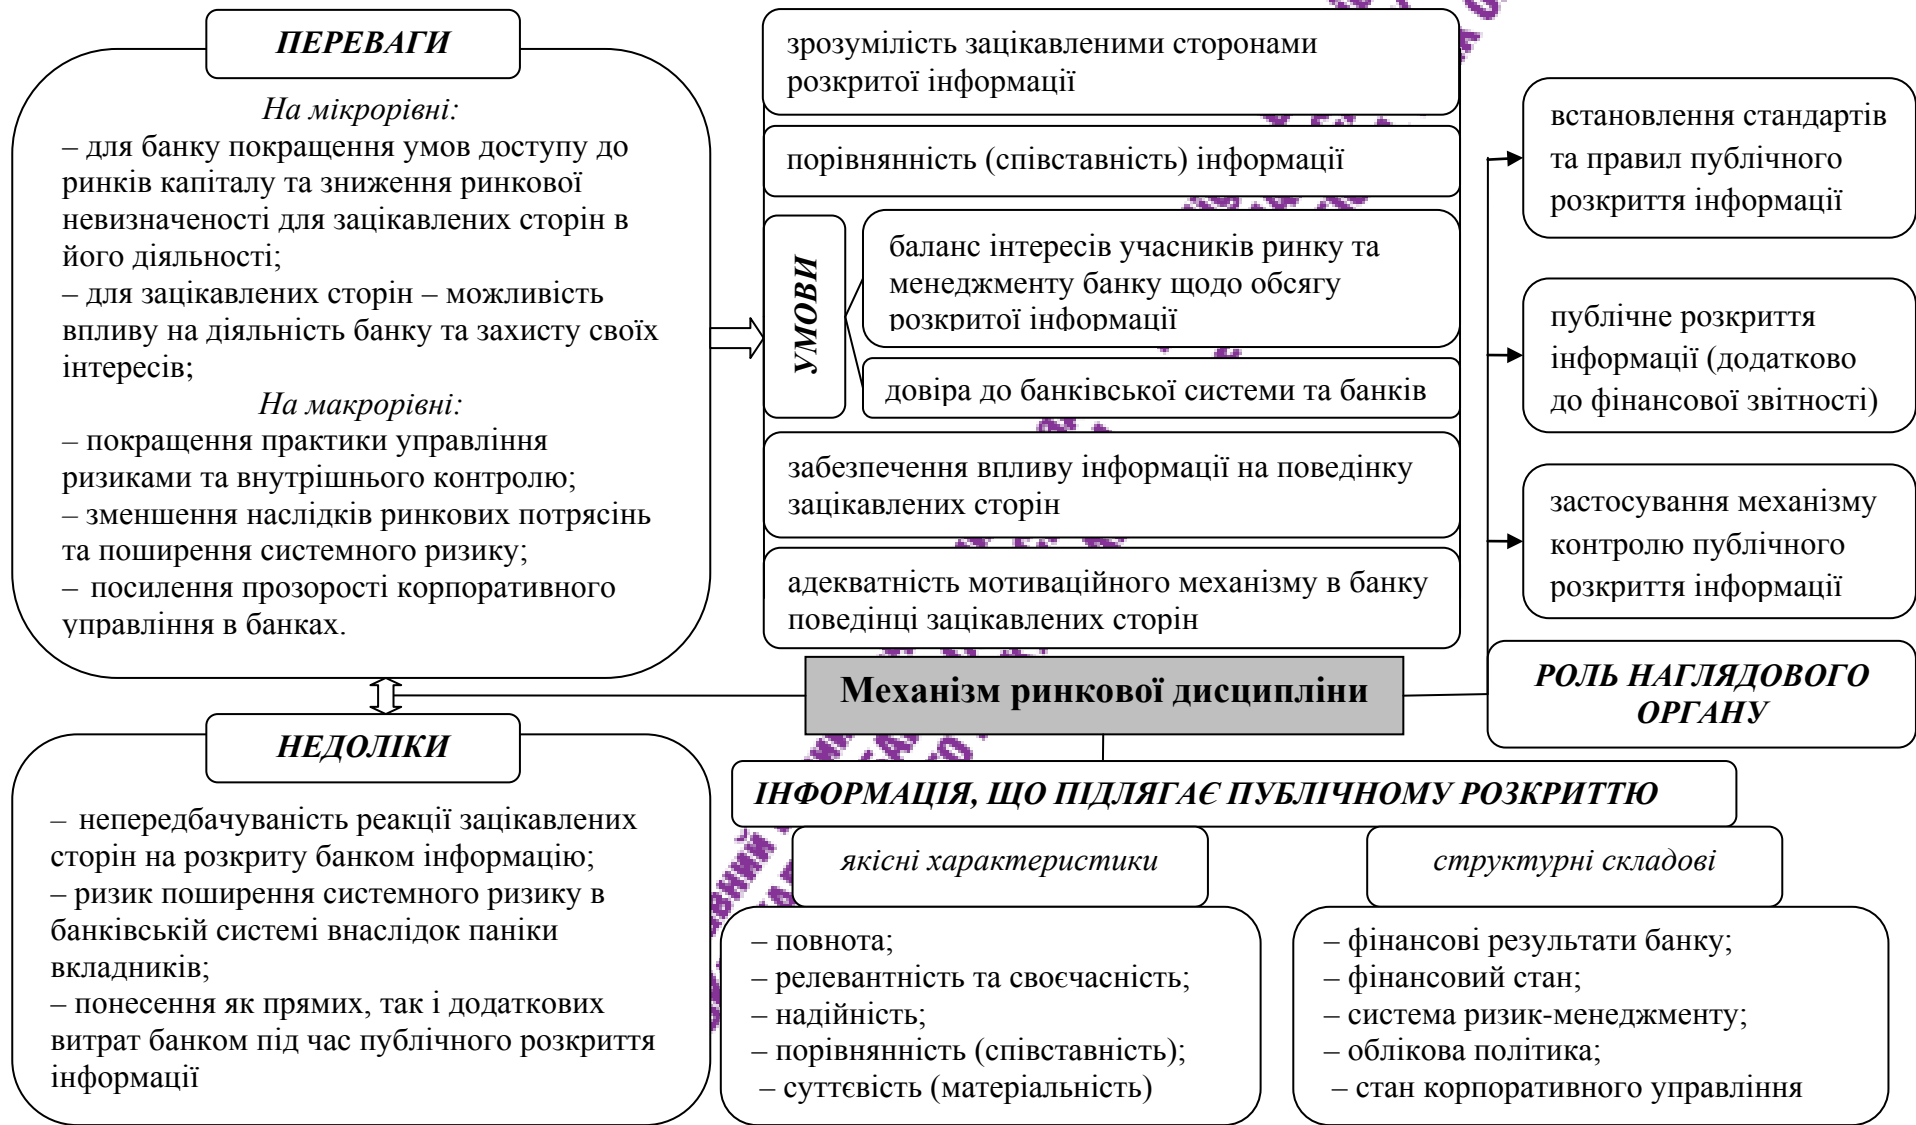 ПЕРЕВАГИ
На мікрорівні:
– для банку покращення умов доступу до
ринків капіталу та зниження ринкової
невизначеності для зацікавлених сторін в
його діяльності;
– для зацікавлених сторін – можливість
впливу на діяльність банку та захисту своїх
інтересів;
На макрорівні:
– покращення практики управління
ризиками та внутрішнього контролю;
– зменшення наслідків ринкових потрясінь
та поширення системного ризику;
– посилення прозорості корпоративного
управління в банках.
НЕДОЛІКИ
– непередбачуваність реакції зацікавлених
сторін на розкриту банком інформацію;
– ризик поширення системного ризику в
банківській системі внаслідок паніки
вкладників;
– понесення як прямих, так і додаткових
витрат банком під час публічного розкриття
інформації
зрозумілість зацікавленими сторонами
розкритої інформації
порівнянність (співставність) інформації
УМОВИ
баланс інтересів учасників ринку та
менеджменту банку щодо обсягу
розкритої інформації
довіра до банківської системи та банків
забезпечення впливу інформації на поведінку
зацікавлених сторін
адекватність мотиваційного механізму в банку
поведінці зацікавлених сторін
Механізм ринкової дисципліни
встановлення стандартів
та правил публічного
розкриття інформації
публічне розкриття
інформації (додатково
до фінансової звітності)
застосування механізму
контролю публічного
розкриття інформації
РОЛЬ НАГЛЯДОВОГО
ОРГАНУ
ІНФОРМАЦІЯ, ЩО ПІДЛЯГАЄ ПУБЛІЧНОМУ РОЗКРИТТЮ
якісні характеристики
– повнота;
– релевантність та своєчасність;
– надійність;
– порівнянність (співставність);
– суттєвість (матеріальність)
структурні складові
– фінансові результати банку;
– фінансовий стан;
– система ризик-менеджменту;
– облікова політика;
– стан корпоративного управління